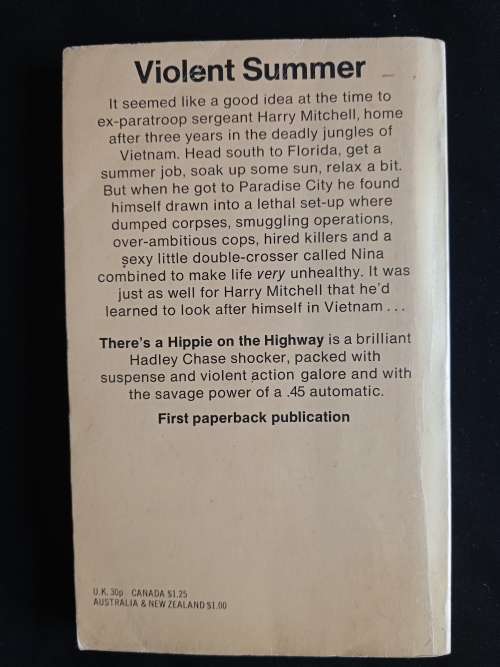 Violent Summer
It seemed like a good idea at the time to
ex-paratroop sergeant Harry Mitchell, home
after three years in the deadly jungles of
Vietnam. Head south to Florida, get a
summer job, soak up some sun, relax a bit.
But when he got to Paradise City he found
himself drawn into a lethal set-up where
dumped corpses, smuggling operations,
over-ambitious cops, hired killers and a
sexy little double-crosser called Nina
combined to make life very unhealthy. It was
just as well for Harry Mitchell that he'd
learned to look after himself in Vietnam ...
There's a Hippie on the Highway is a brilliant
Hadley Chase shocker, packed with
suspense and violent action galore and with
the savage power of a .45 automatic.
First paperback publication
U.K. 30p CANADA $1.25
AUSTRALIA & NEW ZEALAND $1.00